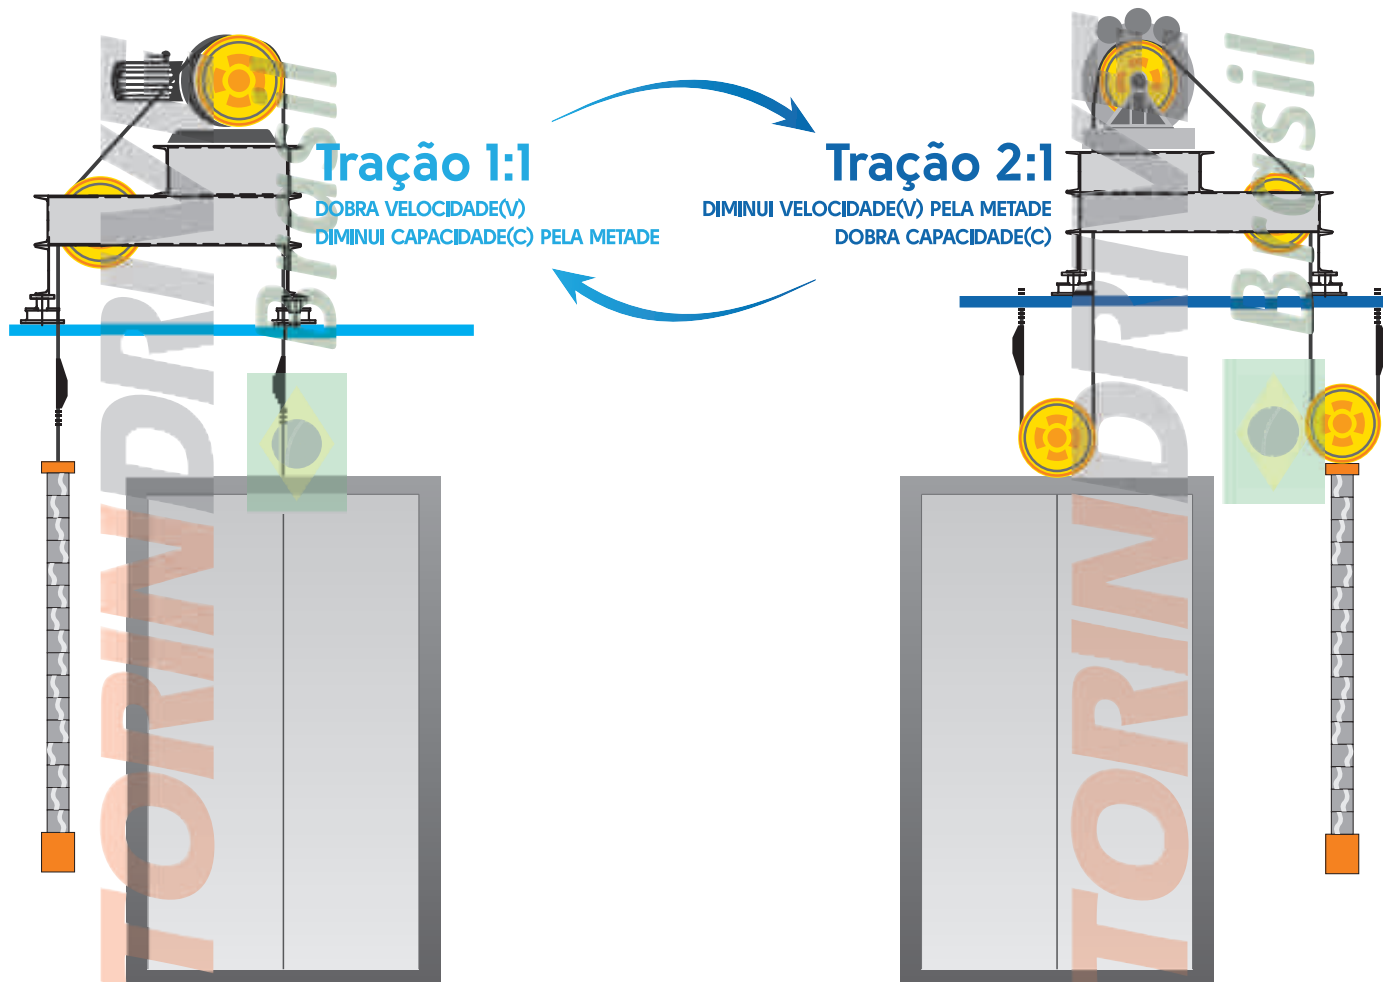 Tração 1:1
DOBRA VELOCIDADE(V)
DIMINUI CAPACIDADE(C) PELA METADE
Tração 2:1
DIMINUI VELOCIDADE(V) PELA METADE
DOBRA CAPACIDADE(C)
TORINDRIVE
Brasil
TORINDRIVE
Brasil